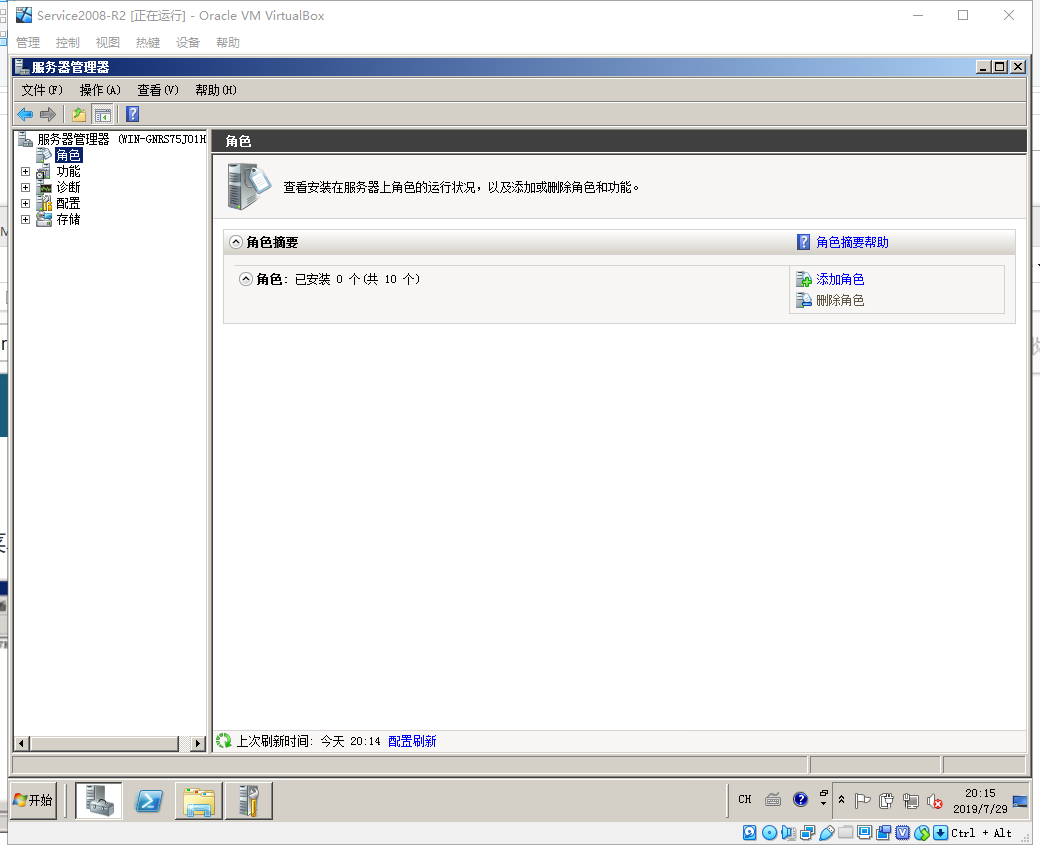 Service2008-R2 [正在运行] - Oracle VM VirtualBox
管理 控制 视图 热键 设备 帮助
服务器管理器
文件(F) 操作(A) 查看(V) 帮助(H)
服务器管理器 (WIN-GNRS75JO1H
角色
功能
诊断
配置
存储
角色
查看安装在服务器上角色的运行状况，以及添加或删除角色和功能。
角色摘要
角色摘要帮助
角色: 已安装 0 个(共 10 个)
添加角色
删除角色
上次刷新时间: 今天 20:14 配置刷新
开始
CH
20:15
2019/7/29
Ctrl + Alt